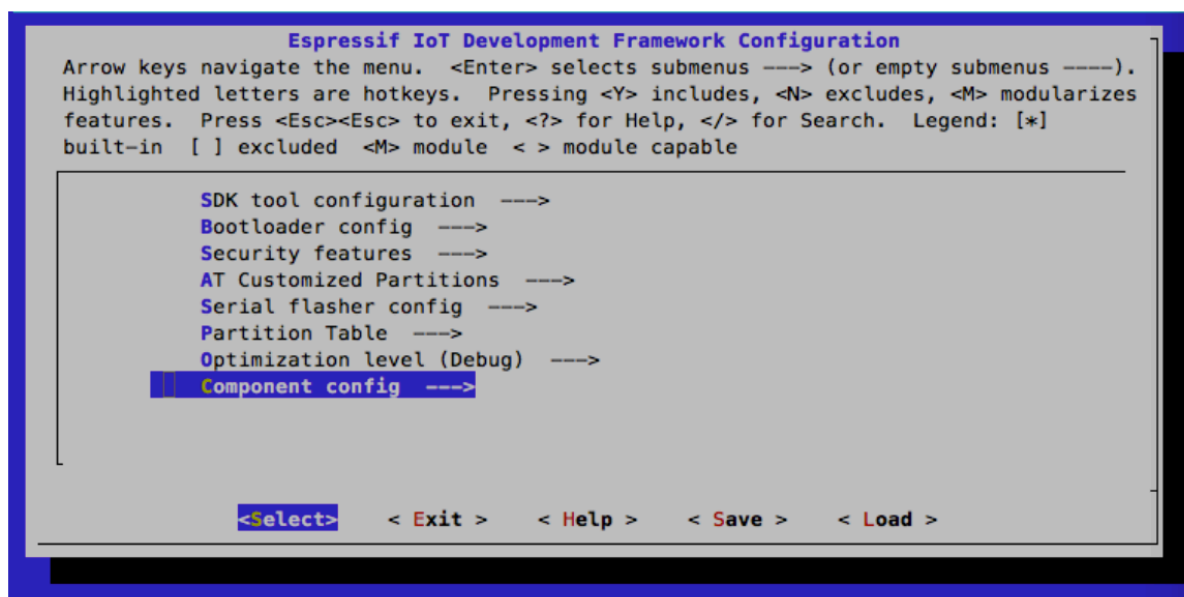 Espressif IoT Development Framework Configuration
Arrow keys navigate the menu.  <Enter> selects submenus ---> (or empty submenus ----).
Highlighted letters are hotkeys.  Pressing <Y> includes, <N> excludes, <M> modularizes
features.  Press <Esc><Esc> to exit, <?> for Help, </> for Search.  Legend: [*]
built-in  [ ] excluded  <M> module  < > module capable
SDK tool configuration  --->
Bootloader config  --->
Security features  --->
AT Customized Partitions  --->
Serial flasher config  --->
Partition Table  --->
Optimization level (Debug)  --->
Component config  --->
<Select>    < Exit >    < Help >    < Save >    < Load >